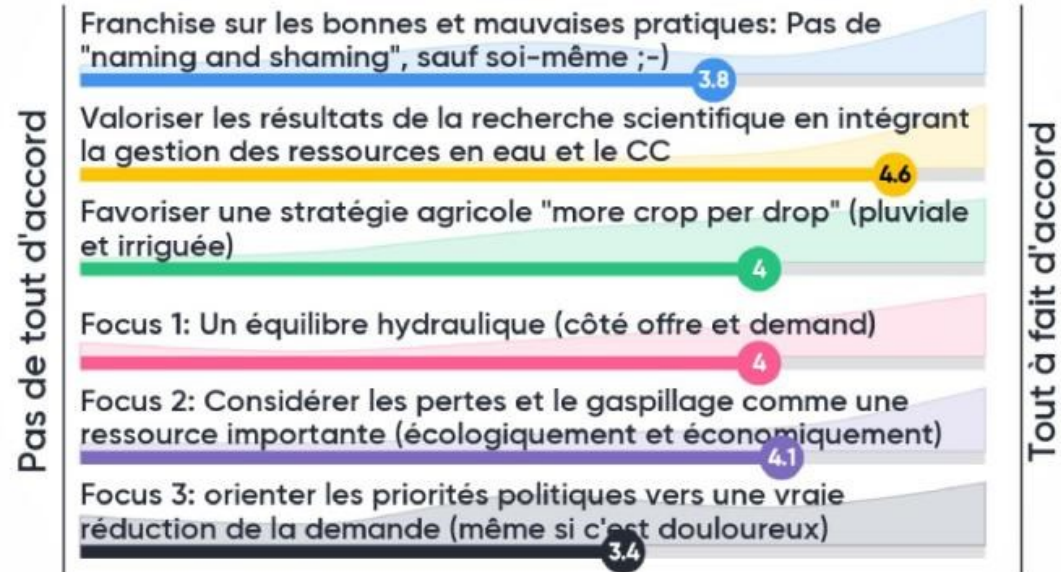 Pas de tout d'accord
Franchise sur les bonnes et mauvaises pratiques: Pas de
"naming and shaming", sauf soi-même ;-)
3.8
Valoriser les résultats de la recherche scientifique en intégrant
la gestion des ressources en eau et le CC
4.6
Favoriser une stratégie agricole "more crop per drop" (pluviale
et irriguée)
4
Focus 1: Un équilibre hydraulique (côté offre et demand)
4
Focus 2: Considérer les pertes et le gaspillage comme une
ressource importante (écologiquement et économiquement)
4.1
Focus 3: orienter les priorités politiques vers une vraie
réduction de la demande (même si c'est douloureux)
3.4
Tout à fait d'accord